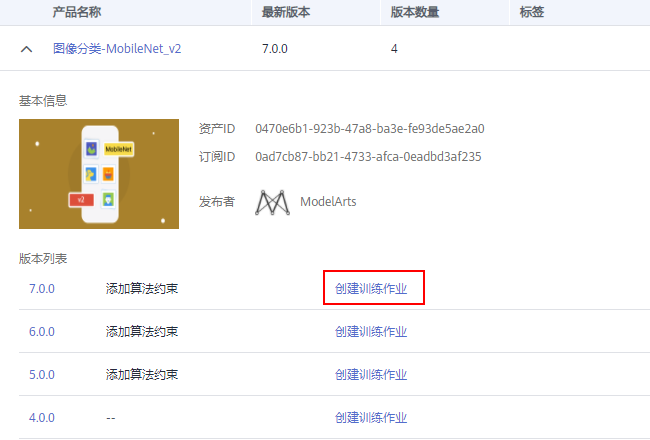 产品名称 最新版本 版本数量 标签
图像分类-MobileNet_v2 7.0.0 4
基本信息
MobileNet
v2
资产ID 0470e6b1-923b-47a8-ba3e-fe93de5ae2a0
订阅ID 0ad7cb87-bb21-4733-afca-0eadbd3af235
发布者 ModelArts
版本列表
7.0.0 添加算法约束 创建训练作业
6.0.0 添加算法约束 创建训练作业
5.0.0 添加算法约束 创建训练作业
4.0.0 -- 创建训练作业